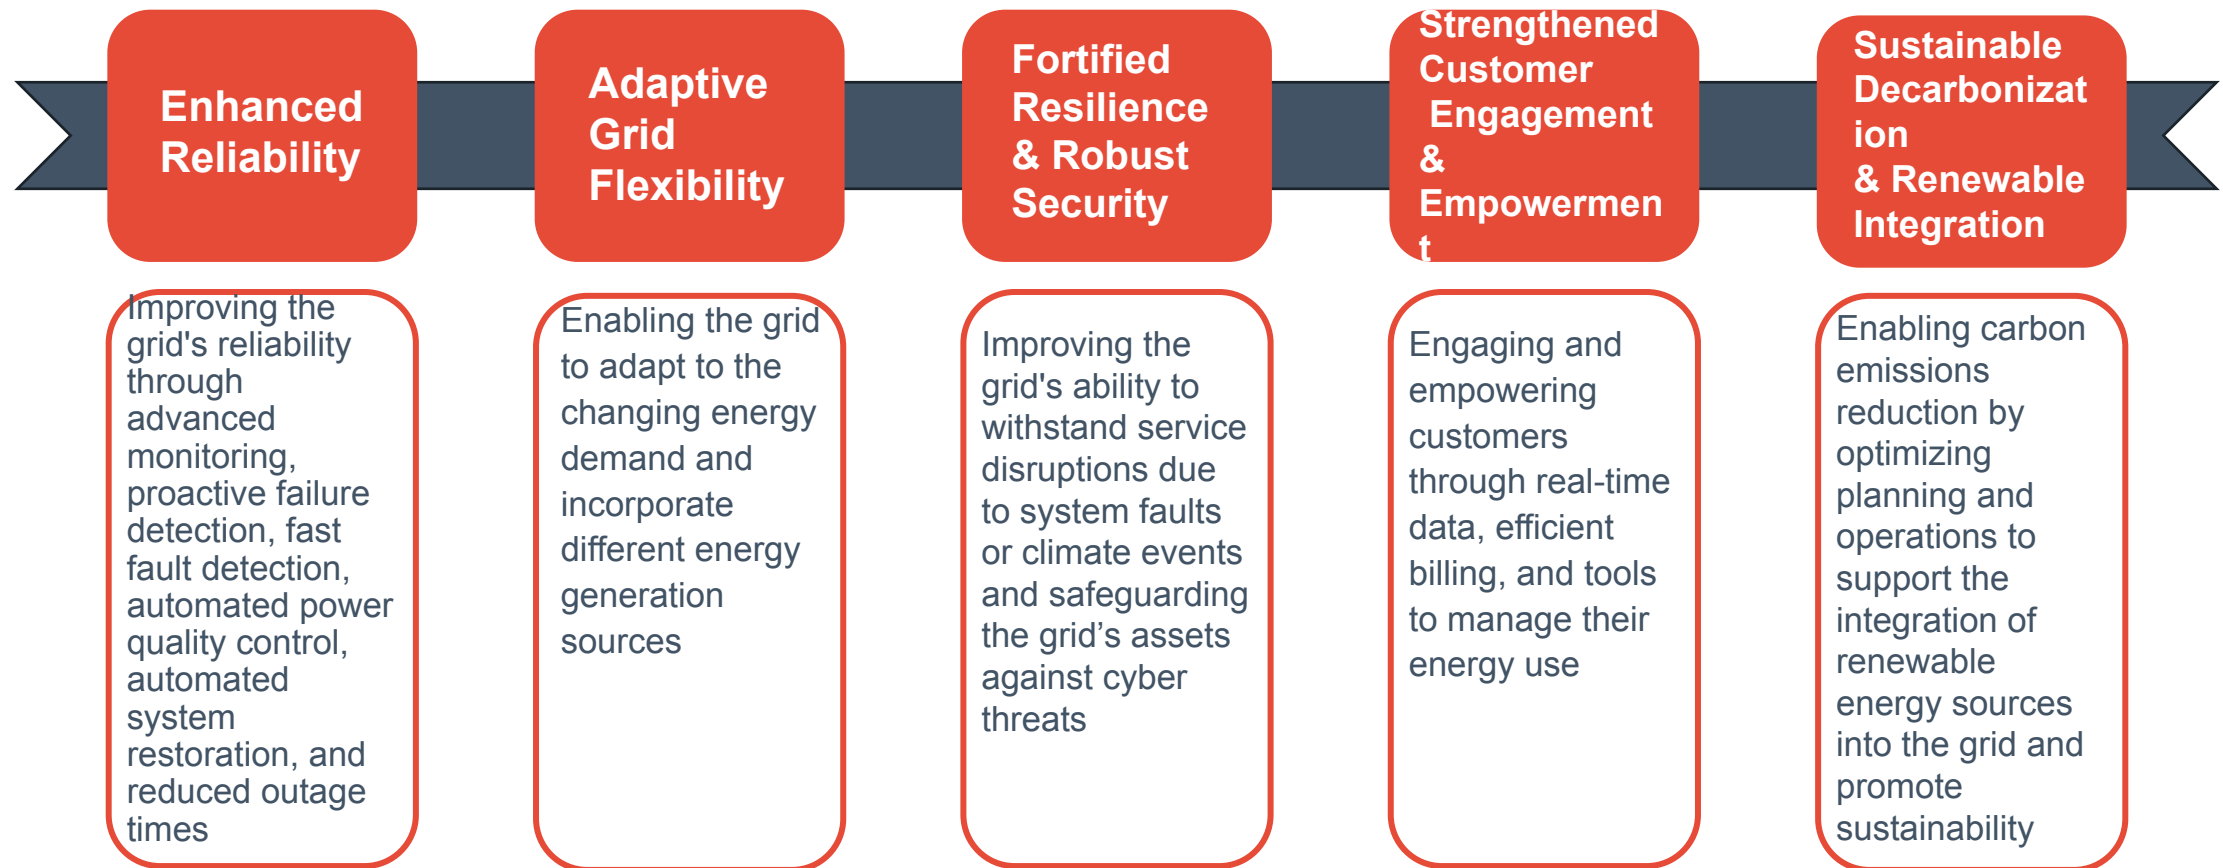 Enhanced
Reliability
Adaptive
Grid
Flexibility
Fortified
Resilience
& Robust
Security
Strengthened
Customer
Engagement
&
Empowermen
t
Sustainable
Decarbonizat
ion
& Renewable
Integration
Improving the
grid's reliability
through
advanced
monitoring,
proactive failure
detection, fast
fault detection,
automated power
quality control,
automated
system
restoration, and
reduced outage
times
Enabling the grid
to adapt to the
changing energy
demand and
incorporate
different energy
generation
sources
Improving the
grid's ability to
withstand service
disruptions due
to system faults
or climate events
and safeguarding
the grid’s assets
against cyber
threats
Engaging and
empowering
customers
through real-time
data, efficient
billing, and tools
to manage their
energy use
Enabling carbon
emissions
reduction by
optimizing
planning and
operations to
support the
integration of
renewable
energy sources
into the grid and
promote
sustainability